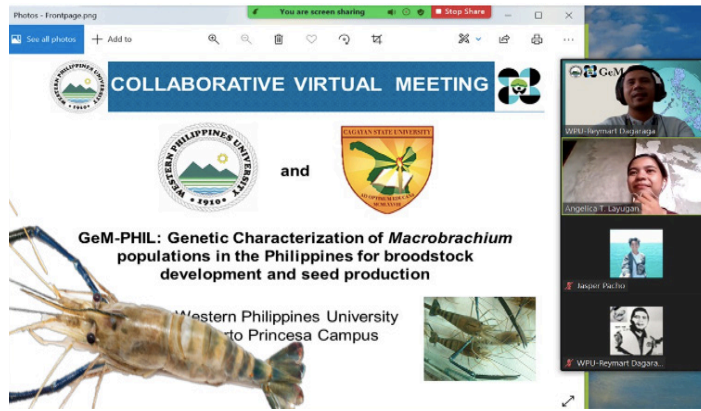 Photos - Frontpage.png
You are screen sharing
Stop Share
See all photos
Add to
COLLABORATIVE VIRTUAL MEETING
WESTERN PHILIPPINES UNIVERSITY
1910
and
CAGAYAN STATE UNIVERSITY
GeM-PHIL: Genetic Characterization of Macrobrachium
populations in the Philippines for broodstock
development and seed production
Western Philippines University
rto Princesa Campus
GeM
WPU-Reymart Dagaraga
Angelica T. Layugan
Jasper Pacho
WPU-Reymart Dagara...